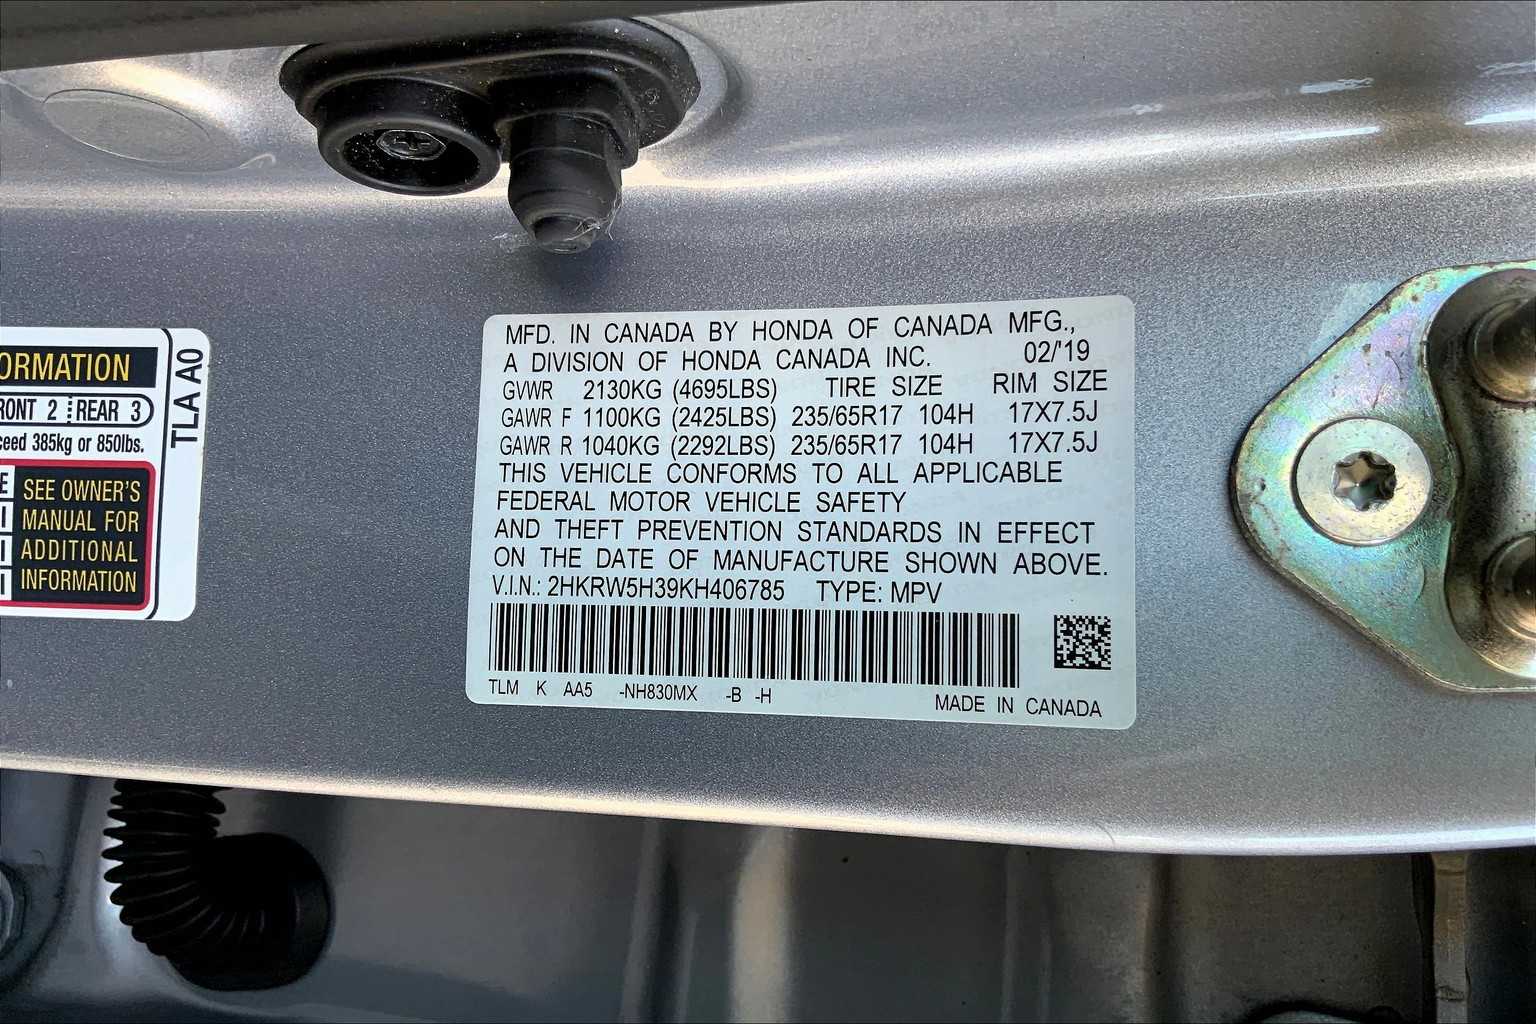 ORMATION
RONT 2 REAR 3
ceed 385kg or 850lbs.
E
I
I
I
SEE OWNER'S
MANUAL FOR
ADDITIONAL
INFORMATION
TLA A0
MFD. IN CANADA BY HONDA OF CANADA MFG.,
A DIVISION OF HONDA CANADA INC. 02/'19
GVWR 2130KG (4695LBS) TIRE SIZE RIM SIZE
GAWR F 1100KG (2425LBS) 235/65R17 104H 17X7.5J
GAWR R 1040KG (2292LBS) 235/65R17 104H 17X7.5J
THIS VEHICLE CONFORMS TO ALL APPLICABLE
FEDERAL MOTOR VEHICLE SAFETY
AND THEFT PREVENTION STANDARDS IN EFFECT
ON THE DATE OF MANUFACTURE SHOWN ABOVE.
V.I.N.: 2HKRW5H39KH406785 TYPE: MPV
TLM K AA5 -NH830MX -B -H
MADE IN CANADA